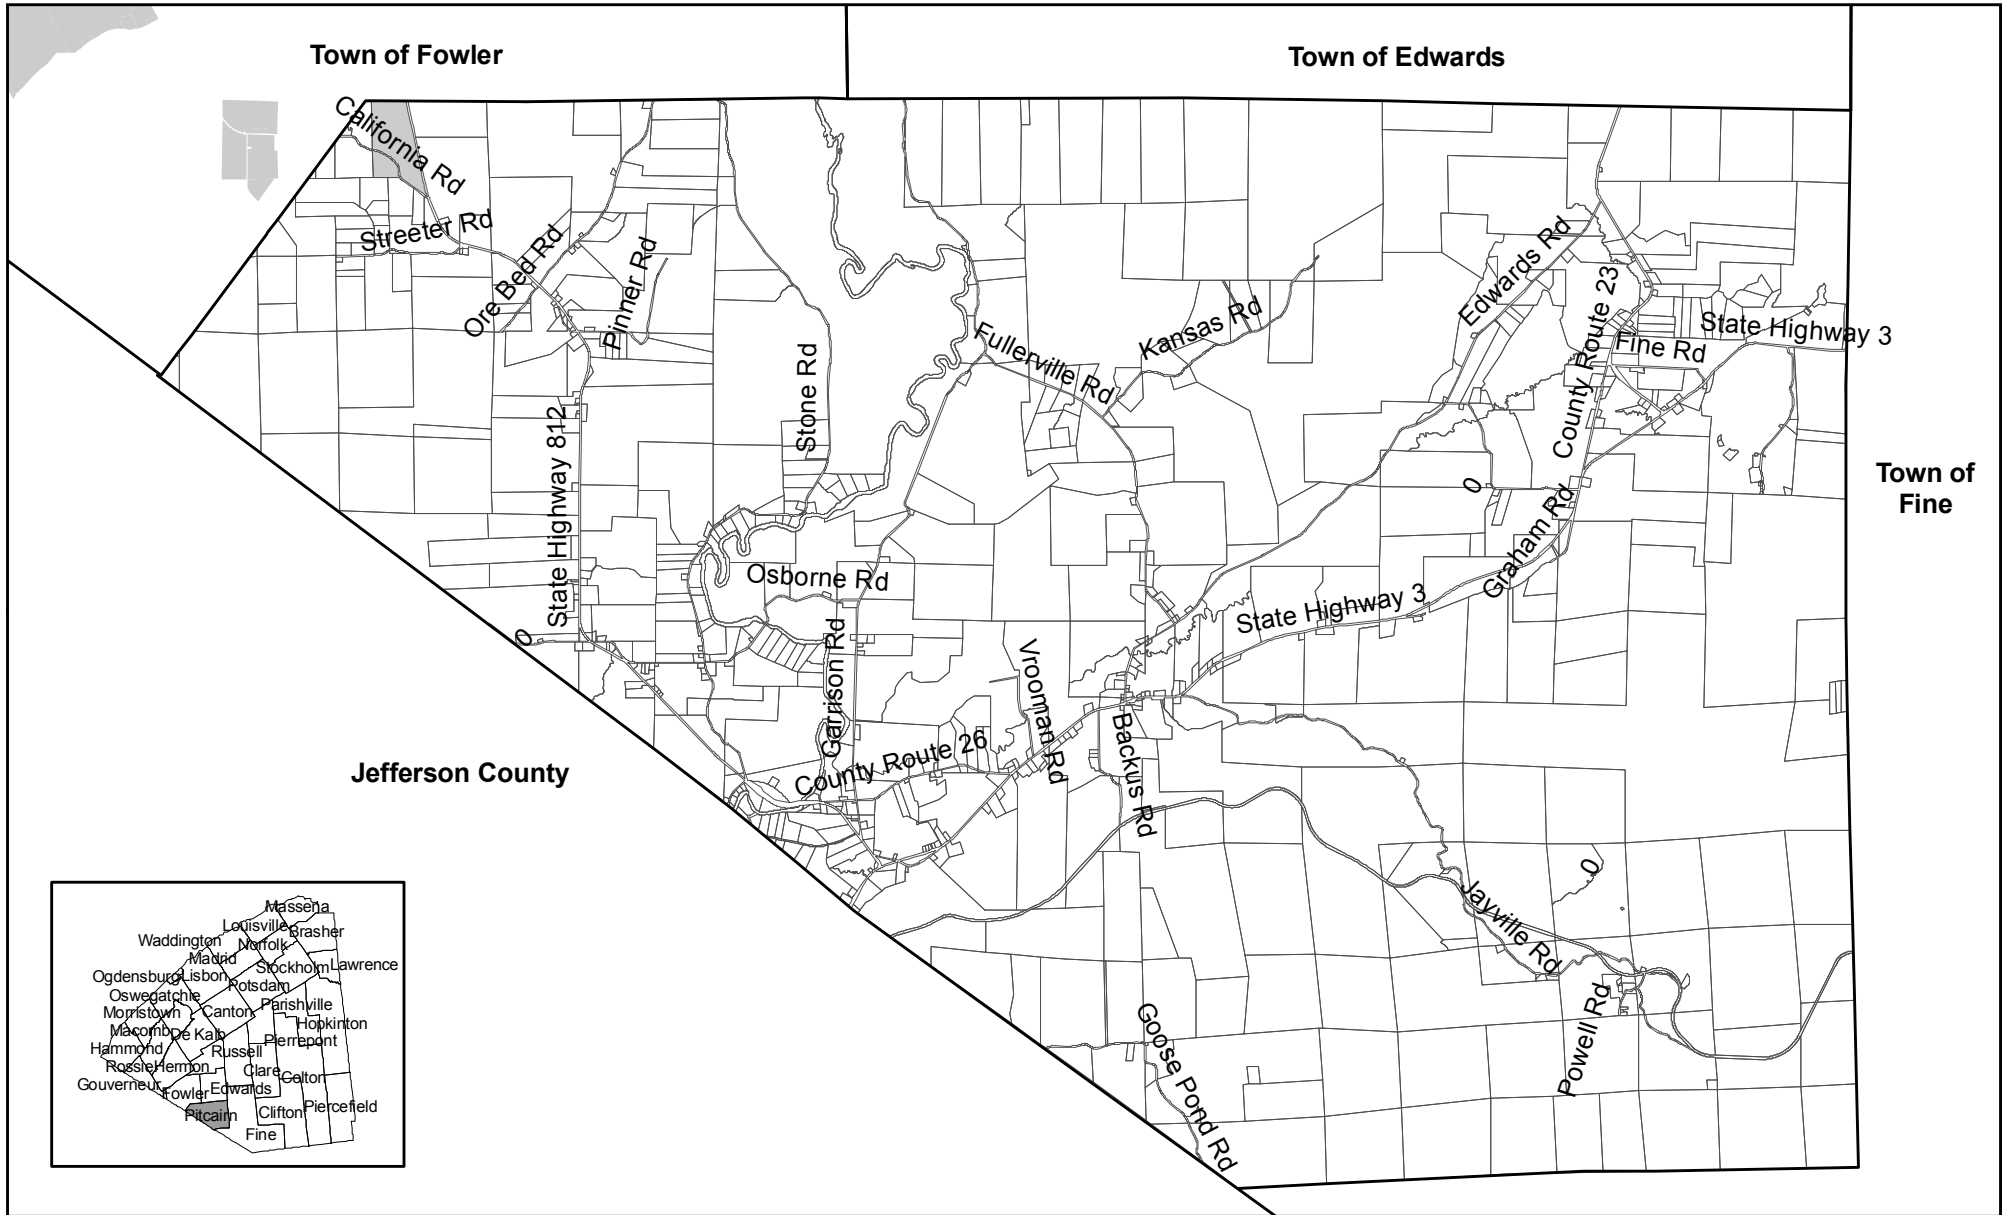 Town of Fowler
Town of Edwards
California Rd
Streeter Rd
Ore Bed Rd
Pinner Rd
Edwards Rd
County Route 23
State Highway 3
Fine Rd
Kansas Rd
Fullerville Rd
Stone Rd
State Highway 812
Town of
Fine
0
Graham Rd
Osborne Rd
State Highway 3
0
Garrison Rd
Vrooman Rd
Backus Rd
County Route 26
Jefferson County
0
Jayville Rd
Powell Rd
Goose Pond Rd
Massena
Louisville
Brasher
Waddington
Norfolk
Madrid
Stockholm
Lawrence
Ogdensburg
Lisbon
Potsdam
Oswegatchie
Parishville
Morristown
Canton
Hopkinton
Macomb
De Kalb
Pierrepont
Hammond
Russell
Rossie
Hermon
Clare
Colton
Gouverneur
Fowler
Edwards
Clifton
Piercefield
Pitcairn
Fine